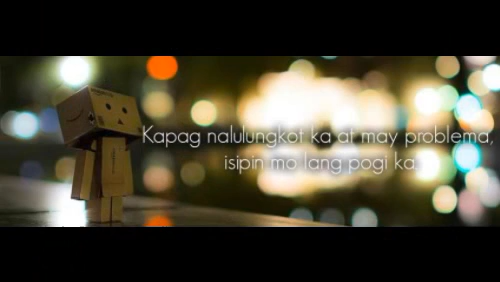 Kapag nalulungkot ka at may problema,
isipin mo lang pogi ka.